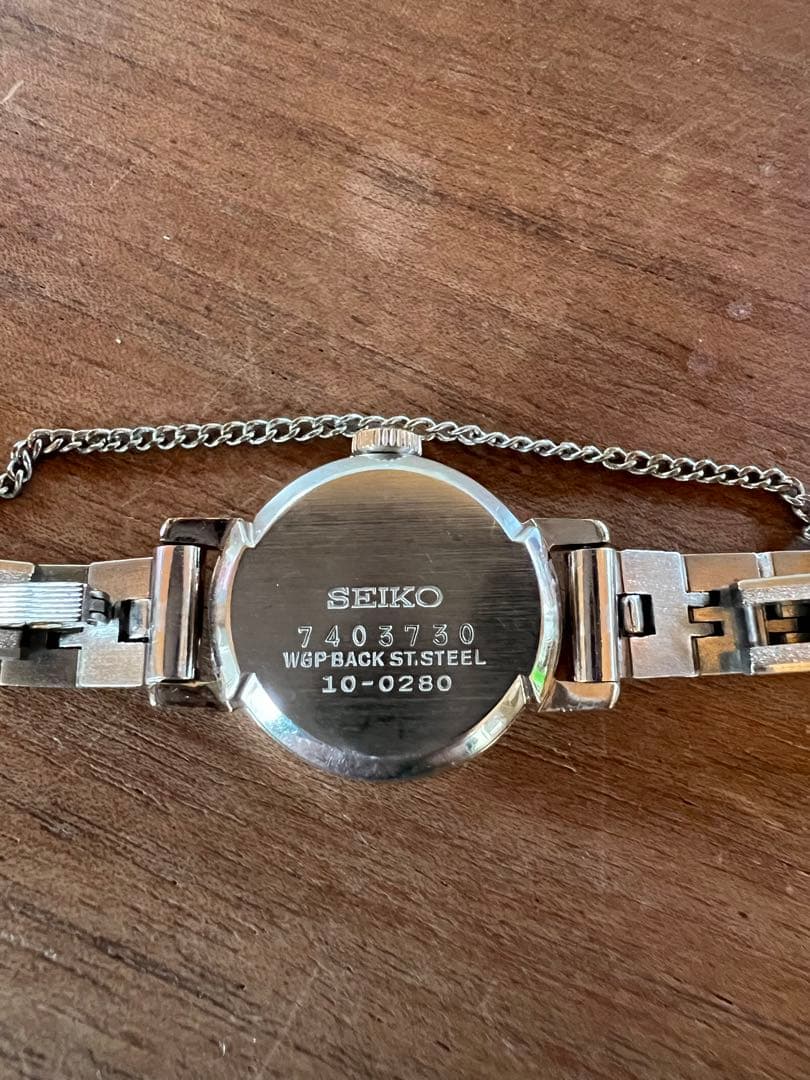 SEIKO
7403730
WGP BACK ST.STEEL
10-0280